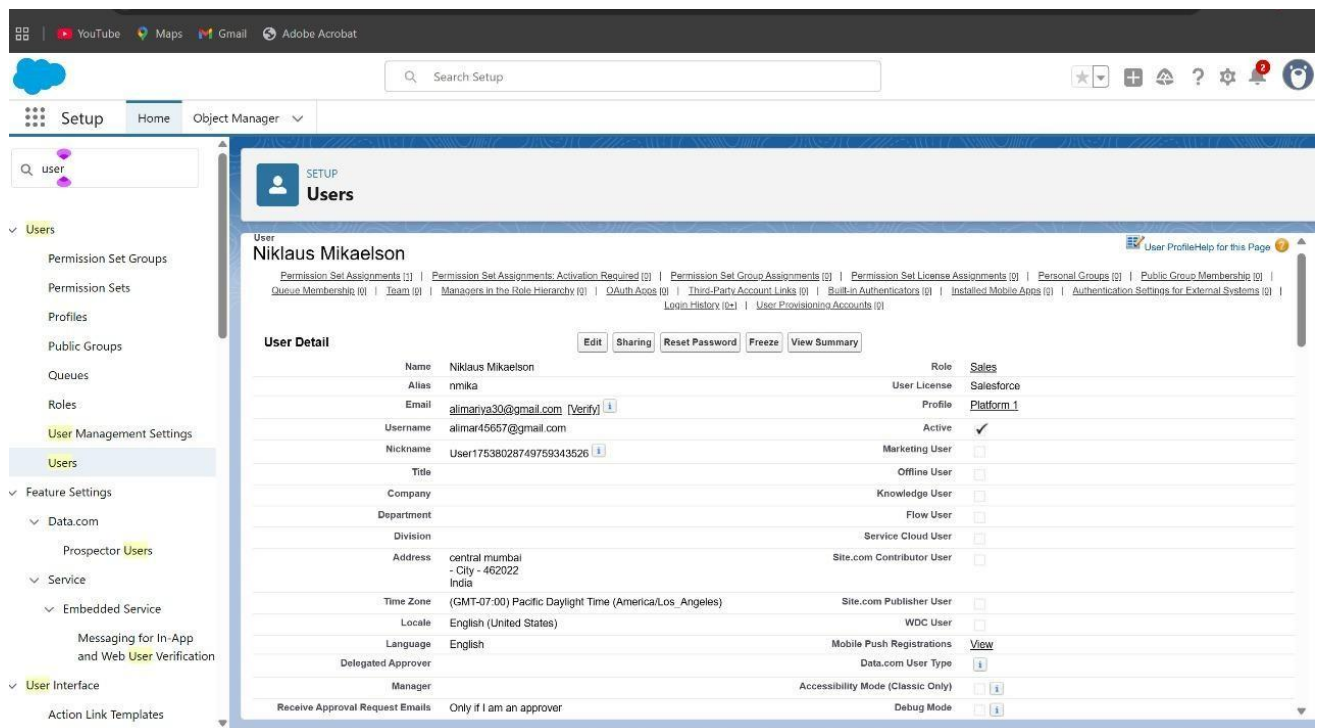 YouTube Maps Gmail Adobe Acrobat
Search Setup
2
Setup Home Object Manager
user
Users
Permission Set Groups
Permission Sets
Profiles
Public Groups
Queues
Roles
User Management Settings
Users
Feature Settings
Data.com
Prospector Users
Service
Embedded Service
Messaging for In-App
and Web User Verification
User Interface
Action Link Templates
SETUP
Users
User
Niklaus Mikaelson
User Profile Help for this Page ?
Permission Set Assignments [1] | Permission Set Assignments: Activation Required [0] | Permission Set Group Assignments [0] | Permission Set License Assignments [0] | Personal Groups [0] | Public Group Membership [0] |
Queue Membership [0] | Team [0] | Managers in the Role Hierarchy [0] | OAuth Apps [0] | Third-Party Account Links [0] | Built-in Authenticators [0] | Installed Mobile Apps [0] | Authentication Settings for External Systems [0] |
Login History [0+] | User Provisioning Accounts [0]
User Detail Edit Sharing Reset Password Freeze View Summary
Name Niklaus Mikaelson Role Sales
Alias nmika User License Salesforce
Email alimariya30@gmail.com [Verify] i Profile Platform 1
Username alimar45657@gmail.com Active ✓
Nickname User17538028749759343526 i Marketing User
Title Offline User
Company Knowledge User
Department Flow User
Division Service Cloud User
Address central mumbai Site.com Contributor User
- City - 462022
India
Time Zone (GMT-07:00) Pacific Daylight Time (America/Los_Angeles) Site.com Publisher User
Locale English (United States) WDC User
Language English Mobile Push Registrations View
Delegated Approver Data.com User Type i
Manager Accessibility Mode (Classic Only) i
Receive Approval Request Emails Only if I am an approver Debug Mode i